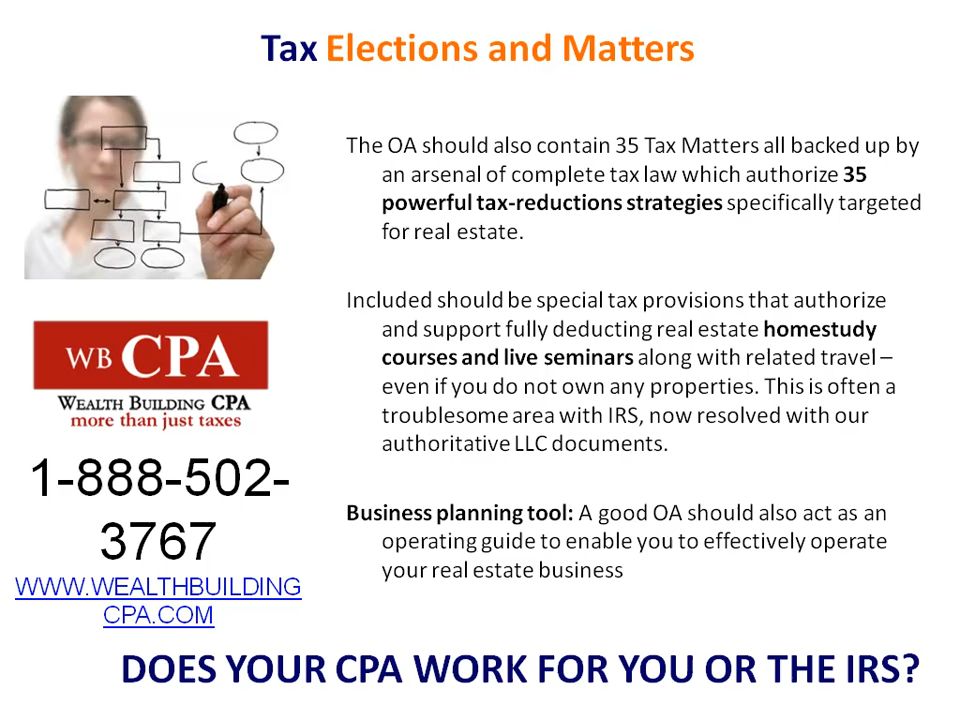 Tax Elections and Matters
The OA should also contain 35 Tax Matters all backed up by
an arsenal of complete tax law which authorize 35
powerful tax-reductions strategies specifically targeted
for real estate.
Included should be special tax provisions that authorize
and support fully deducting real estate homestudy
courses and live seminars along with related travel –
even if you do not own any properties. This is often a
troublesome area with IRS, now resolved with our
authoritative LLC documents.
Business planning tool: A good OA should also act as an
operating guide to enable you to effectively operate
your real estate business
WB CPA
WEALTH BUILDING CPA
more than just taxes
1-888-502-
3767
WWW.WEALTHBUILDING
CPA.COM
DOES YOUR CPA WORK FOR YOU OR THE IRS?